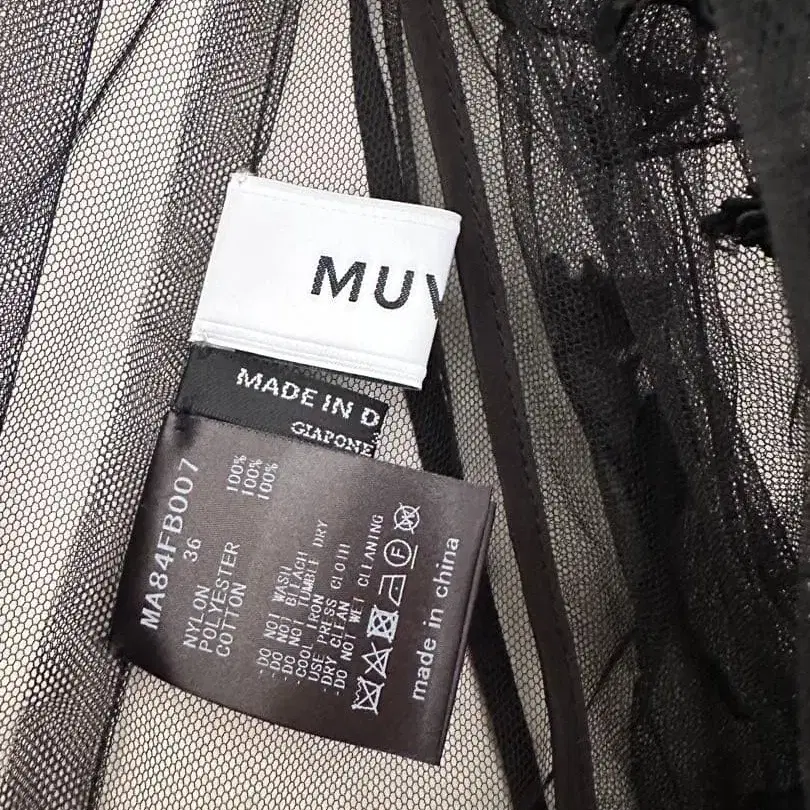 MUV
MADE IN D
GIAPONE
MA84FB007
36
NYLON 100%
POLYESTER 100%
COTTON 100%
·DO NOT WASH
·DO NOT BLEACH
·DO NOT TUMBLE DRY
·COOL IRON
USE PRESS CLOTH
·DRY CLEAN
·DO NOT WET CLEANING
F
made in china